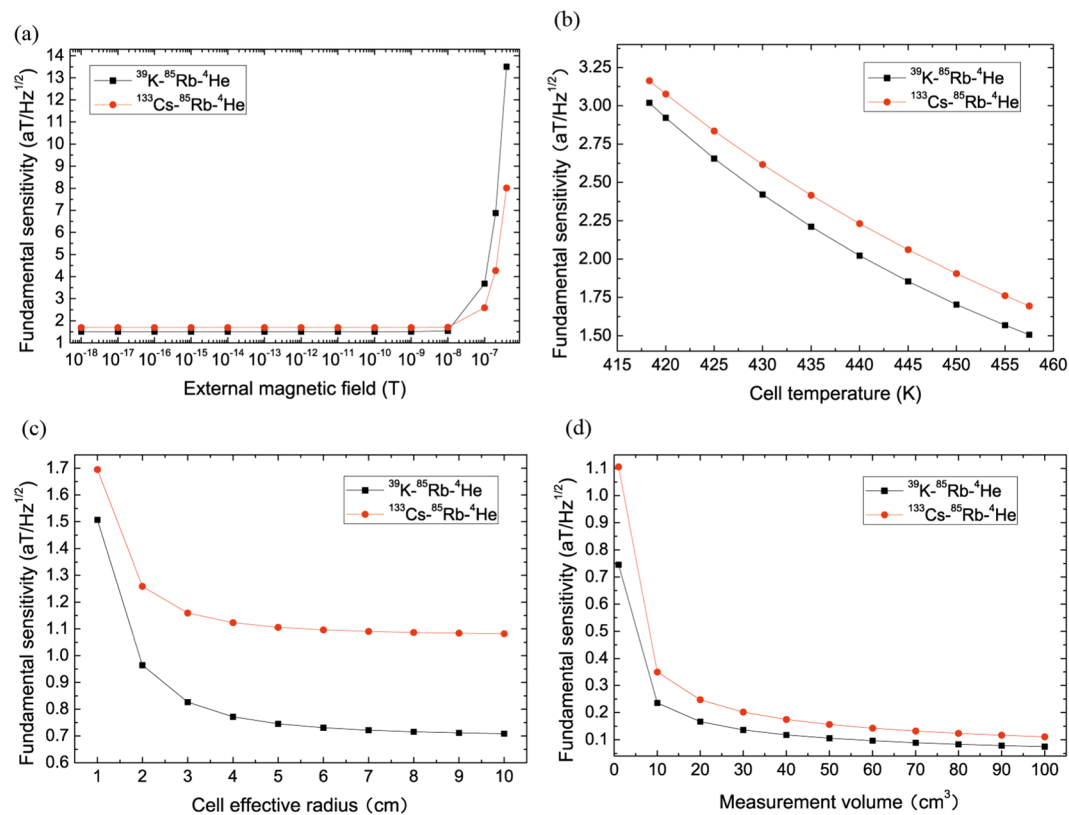 (a)
Fundamental sensitivity (aT/Hz^1/2)
14
13
12
11
10
9
8
7
6
5
4
3
2
1
39K-85Rb-4He
133Cs-85Rb-4He
10^-18 10^-17 10^-16 10^-15 10^-14 10^-13 10^-12 10^-11 10^-10 10^-9 10^-8 10^-7
External magnetic field (T)
(b)
Fundamental sensitivity (aT/Hz^1/2)
3.25
3.00
2.75
2.50
2.25
2.00
1.75
1.50
39K-85Rb-4He
133Cs-85Rb-4He
415 420 425 430 435 440 445 450 455 460
Cell temperature (K)
(c)
Fundamental sensitivity (aT/Hz^1/2)
1.7
1.6
1.5
1.4
1.3
1.2
1.1
1.0
0.9
0.8
0.7
0.6
39K-85Rb-4He
133Cs-85Rb-4He
1 2 3 4 5 6 7 8 9 10
Cell effective radius (cm)
(d)
Fundamental sensitivity (aT/Hz^1/2)
1.1
1.0
0.9
0.8
0.7
0.6
0.5
0.4
0.3
0.2
0.1
39K-85Rb-4He
133Cs-85Rb-4He
0 10 20 30 40 50 60 70 80 90 100
Measurement volume (cm^3)